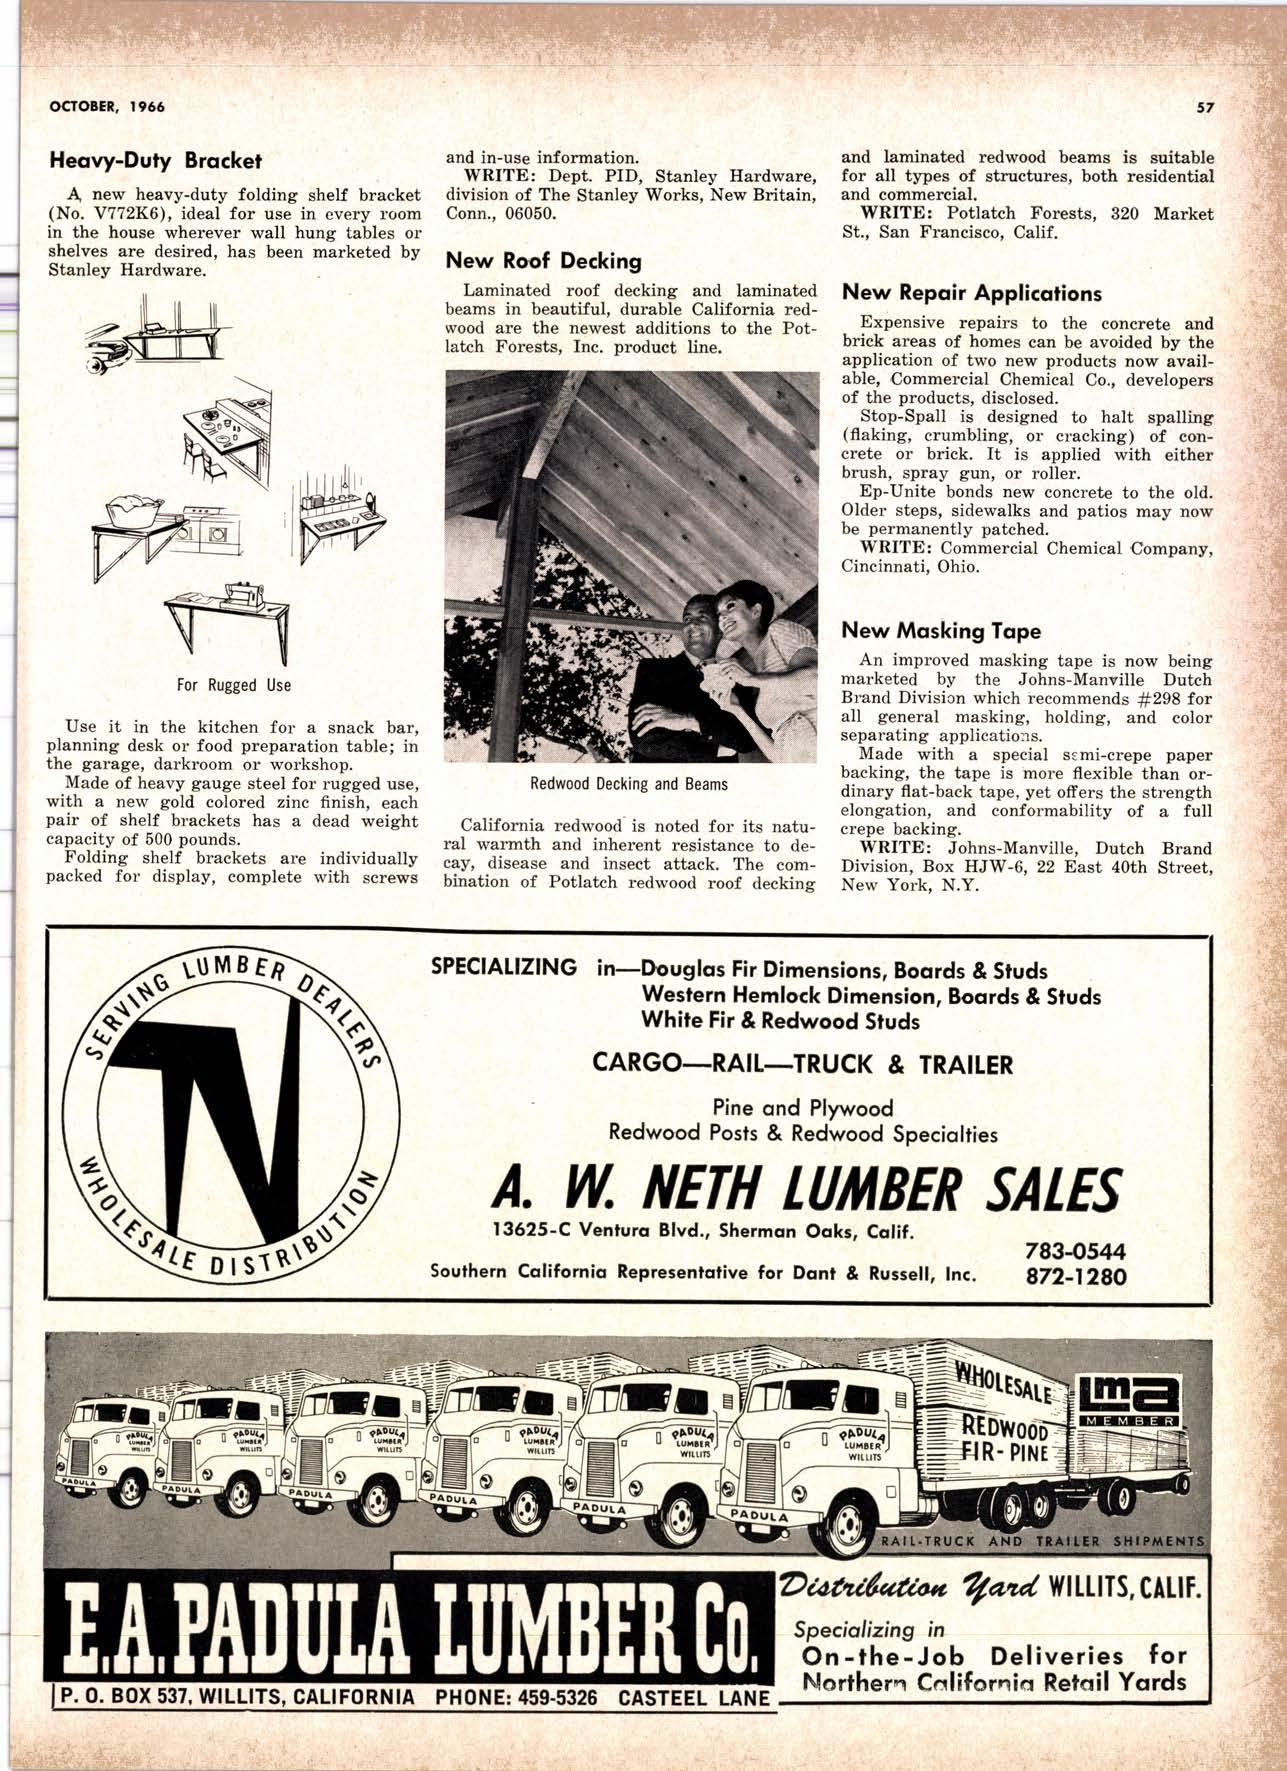 OCTOBER, 1966
57
Heavy-Duty Bracket
A new heavy-duty folding shelf bracket
(No. V772K6), ideal for use in every room
in the house wherever wall hung tables or
shelves are desired, has been marketed by
Stanley Hardware.
For Rugged Use
Use it in the kitchen for a snack bar,
planning desk or food preparation table; in
the garage, darkroom or workshop.
Made of heavy gauge steel for rugged use,
with a new gold colored zinc finish, each
pair of shelf brackets has a dead weight
capacity of 500 pounds.
Folding shelf brackets are individually
packed for display, complete with screws
and in-use information.
WRITE: Dept. PID, Stanley Hardware,
division of The Stanley Works, New Britain,
Conn., 06050.
New Roof Decking
Laminated roof decking and laminated
beams in beautiful, durable California red-
wood are the newest additions to the Pot-
latch Forests, Inc. product line.
Redwood Decking and Beams
California redwood is noted for its natu-
ral warmth and inherent resistance to de-
cay, disease and insect attack. The com-
bination of Potlatch redwood roof decking
and laminated redwood beams is suitable
for all types of structures, both residential
and commercial.
WRITE: Potlatch Forests, 320 Market
St., San Francisco, Calif.
New Repair Applications
Expensive repairs to the concrete and
brick areas of homes can be avoided by the
application of two new products now avail-
able, Commercial Chemical Co., developers
of the products, disclosed.
Stop-Spall is designed to halt spalling
(flaking, crumbling, or cracking) of con-
crete or brick. It is applied with either
brush, spray gun, or roller.
Ep-Unite bonds new concrete to the old.
Older steps, sidewalks and patios may now
be permanently patched.
WRITE: Commercial Chemical Company,
Cincinnati, Ohio.
New Masking Tape
An improved masking tape is now being
marketed by the Johns-Manville Dutch
Brand Division which recommends #298 for
all general masking, holding, and color
separating applications.
Made with a special semi-crepe paper
backing, the tape is more flexible than or-
dinary flat-back tape, yet offers the strength
elongation, and conformability of a full
crepe backing.
WRITE: Johns-Manville, Dutch Brand
Division, Box HJW-6, 22 East 40th Street,
New York, N.Y.
SERVING LUMBER DEALERS
N
WHOLESALE DISTRIBUTION
SPECIALIZING in—Douglas Fir Dimensions, Boards & Studs
Western Hemlock Dimension, Boards & Studs
White Fir & Redwood Studs
CARGO—RAIL—TRUCK & TRAILER
Pine and Plywood
Redwood Posts & Redwood Specialties
A. W. NETH LUMBER SALES
13625-C Ventura Blvd., Sherman Oaks, Calif.
783-0544
Southern California Representative for Dant & Russell, Inc.
872-1280
PADULA LUMBER WILLITS
PADULA
PADULA LUMBER WILLITS
PADULA
PADULA LUMBER WILLITS
PADULA
PADULA LUMBER WILLITS
PADULA
PADULA LUMBER WILLITS
PADULA
PADULA LUMBER WILLITS
PADULA
WHOLESALE
REDWOOD
FIR-PINE
Lma
MEMBER
RAIL-TRUCK AND TRAILER SHIPMENTS
E.A. PADULA LUMBER Co.
P. O. BOX 537, WILLITS, CALIFORNIA PHONE: 459-5326 CASTEEL LANE
Distribution Yard WILLITS, CALIF.
Specializing in
On-the-Job Deliveries for
Northern California Retail Yards